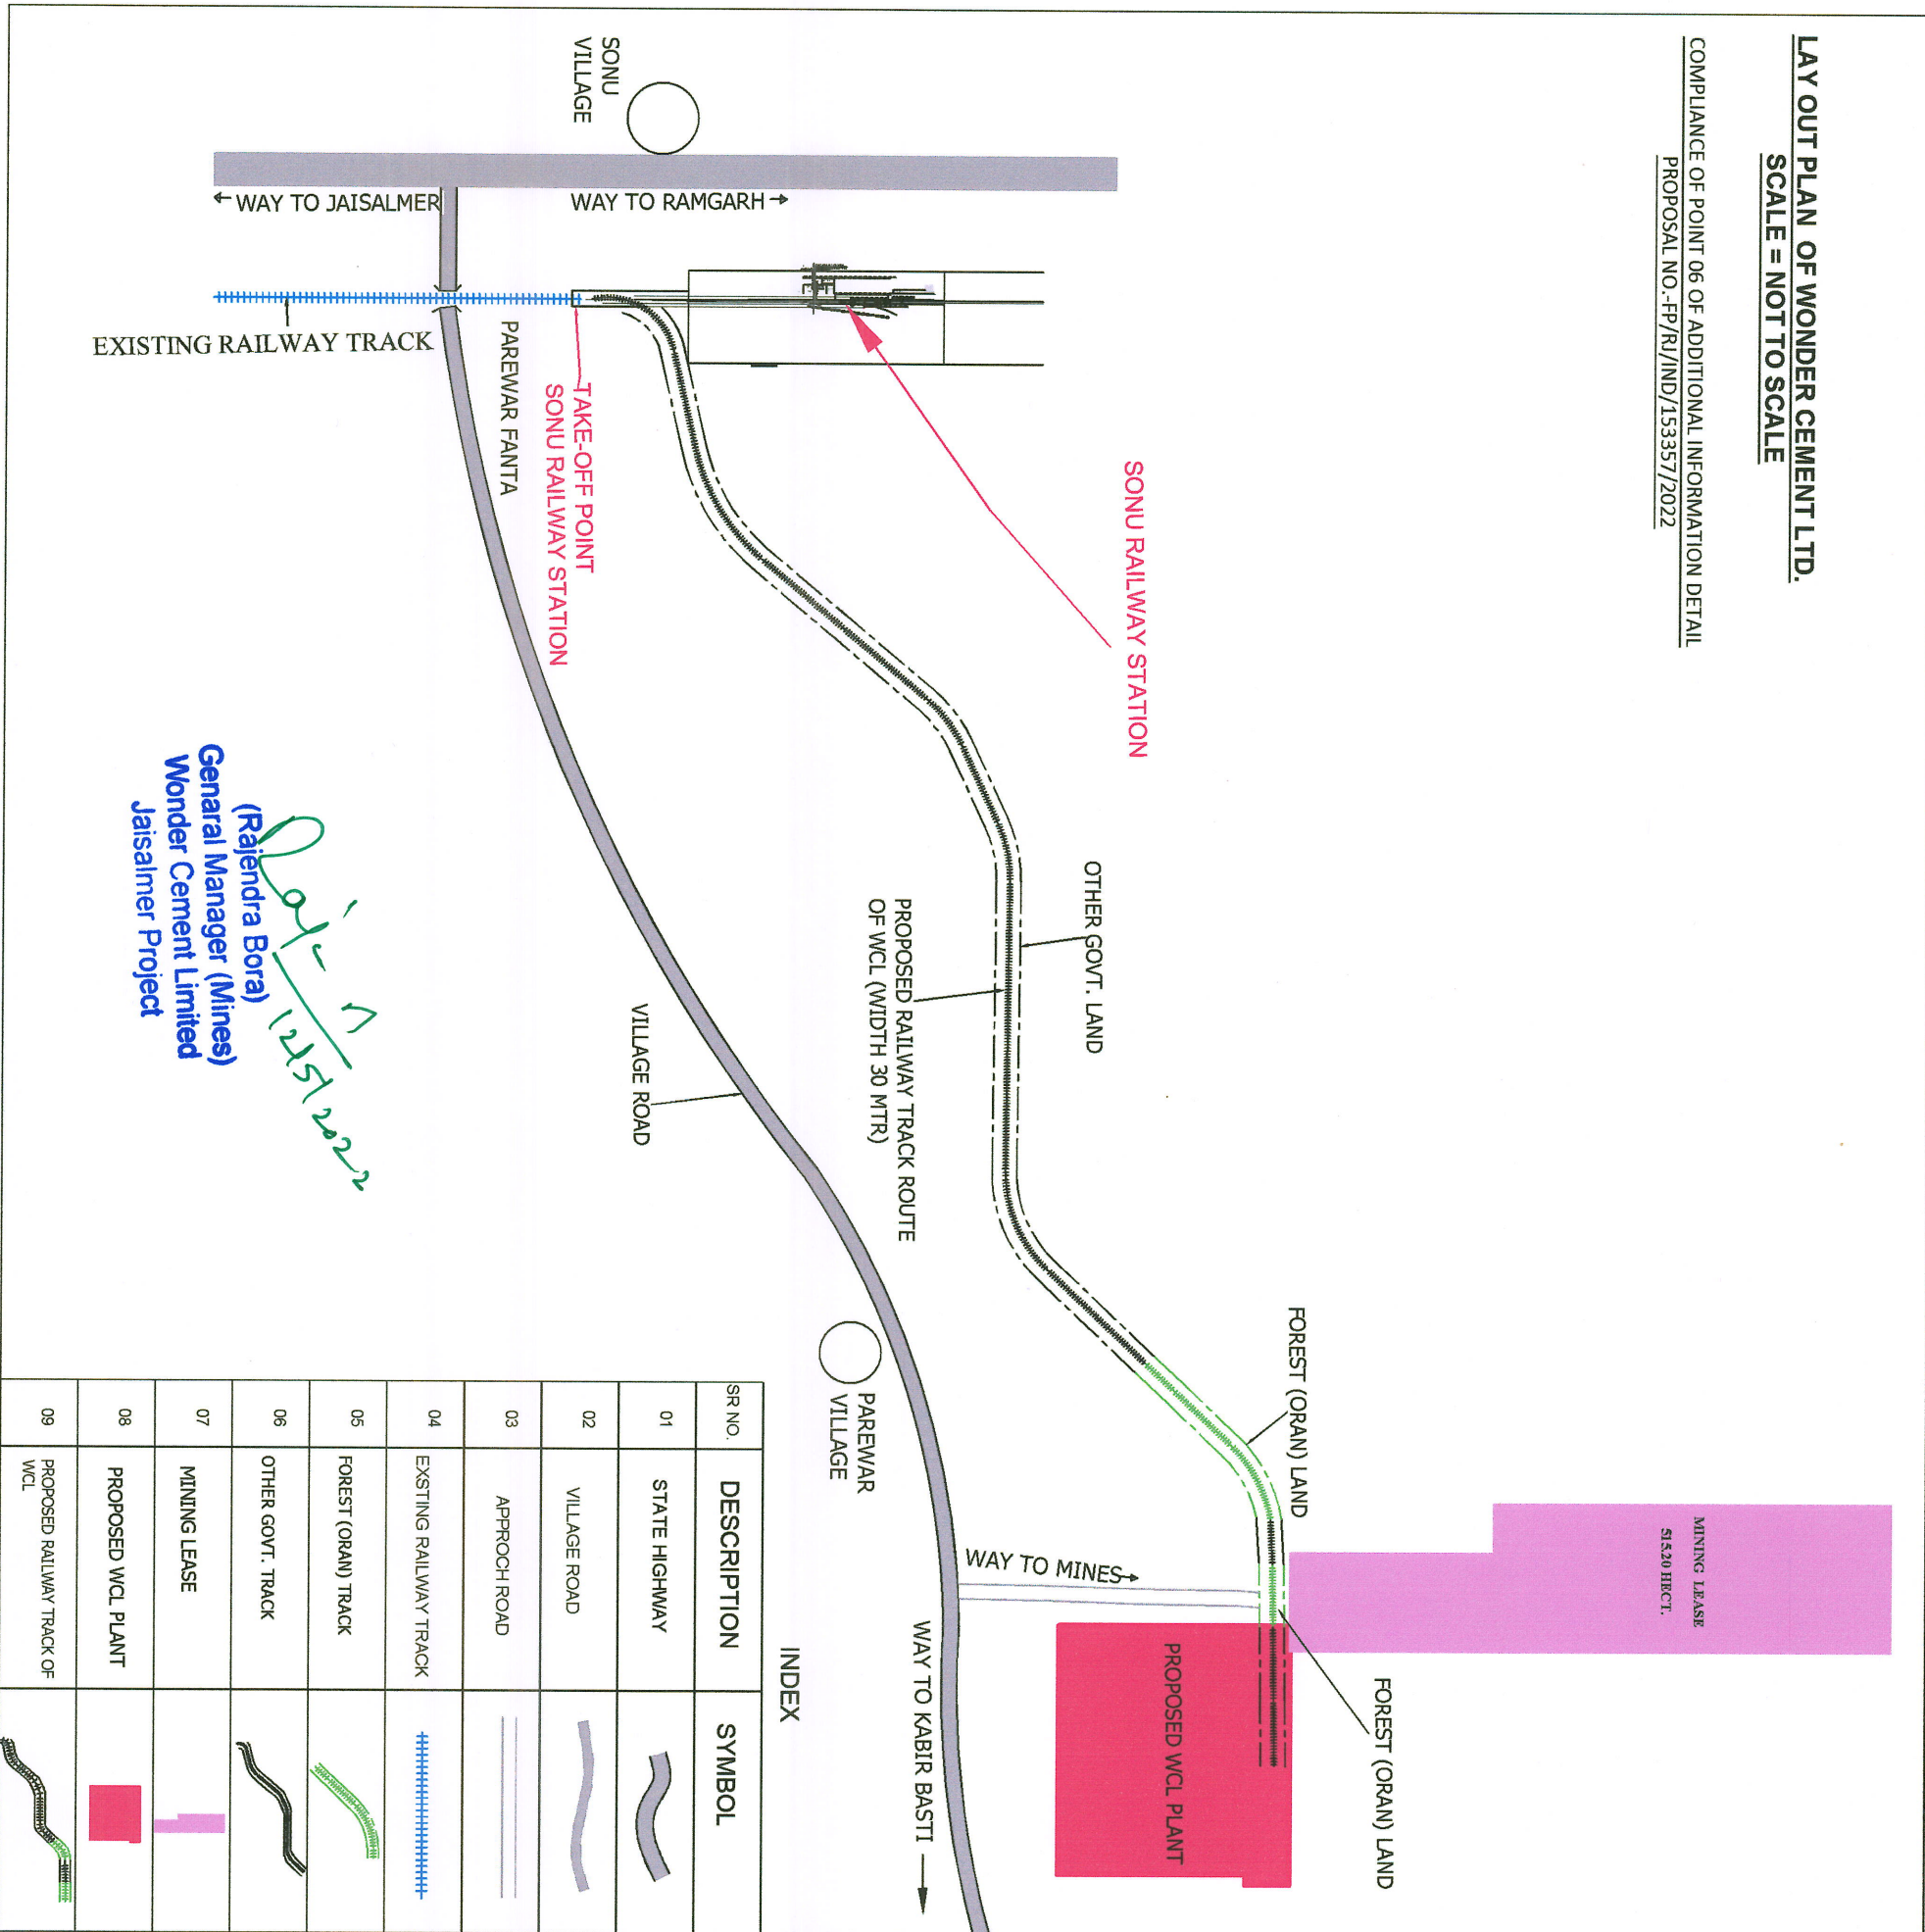 LAY OUT PLAN OF WONDER CEMENT LTD.
SCALE = NOT TO SCALE
COMPLIANCE OF POINT 06 OF ADDITIONAL INFORMATION DETAIL
PROPOSAL NO.-FP/RJ/IND/153357/2022
MINING LEASE
515.20 HECT.
FOREST (ORAN) LAND
FOREST (ORAN) LAND
SONU RAILWAY STATION
OTHER GOVT. LAND
PROPOSED RAILWAY TRACK ROUTE
OF WCL (WIDTH 30 MTR)
PROPOSED WCL PLANT
WAY TO MINES→
WAY TO KABIR BASTI
SONU
VILLAGE
← WAY TO JAISALMER
WAY TO RAMGARH →
EXISTING RAILWAY TRACK
TAKE-OFF POINT
SONU RAILWAY STATION
PAREWAR FANTA
VILLAGE ROAD
PAREWAR
VILLAGE
(Rajendra Bora)
Genaral Manager (Mines)
Wonder Cement Limited
Jaisalmer Project
12/5/2022
INDEX
SR NO. DESCRIPTION SYMBOL
01 STATE HIGHWAY
02 VILLAGE ROAD
03 APPROCH ROAD
04 EXSTING RAILWAY TRACK
05 FOREST (ORAN) TRACK
06 OTHER GOVT. TRACK
07 MINING LEASE
08 PROPOSED WCL PLANT
09 PROPOSED RAILWAY TRACK OF
WCL